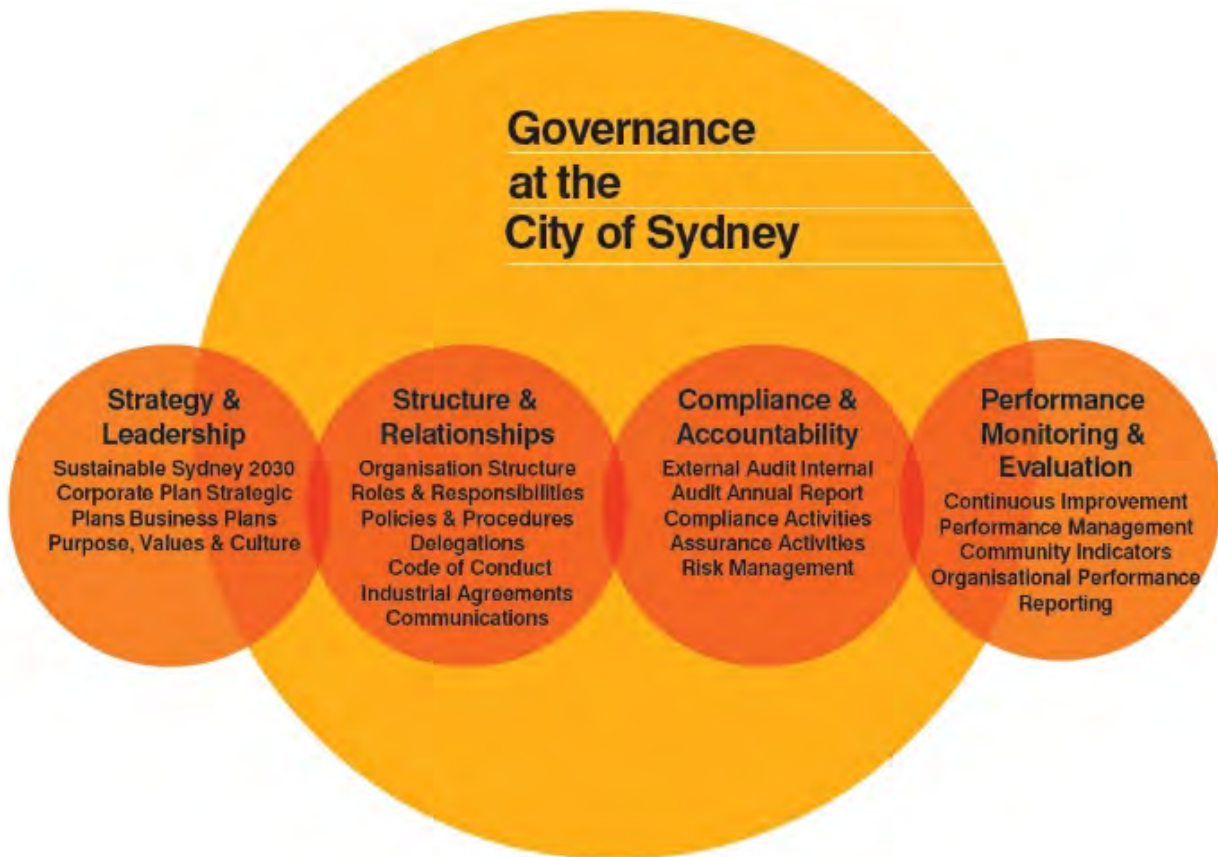 Governance
at the
City of Sydney
Strategy &
Leadership
Sustainable Sydney 2030
Corporate Plan Strategic
Plans Business Plans
Purpose, Values & Culture
Structure &
Relationships
Organisation Structure
Roles & Responsibilities
Policies & Procedures
Delegations
Code of Conduct
Industrial Agreements
Communications
Compliance &
Accountability
External Audit Internal
Audit Annual Report
Compliance Activities
Assurance Activities
Risk Management
Performance
Monitoring &
Evaluation
Continuous Improvement
Performance Management
Community Indicators
Organisational Performance
Reporting